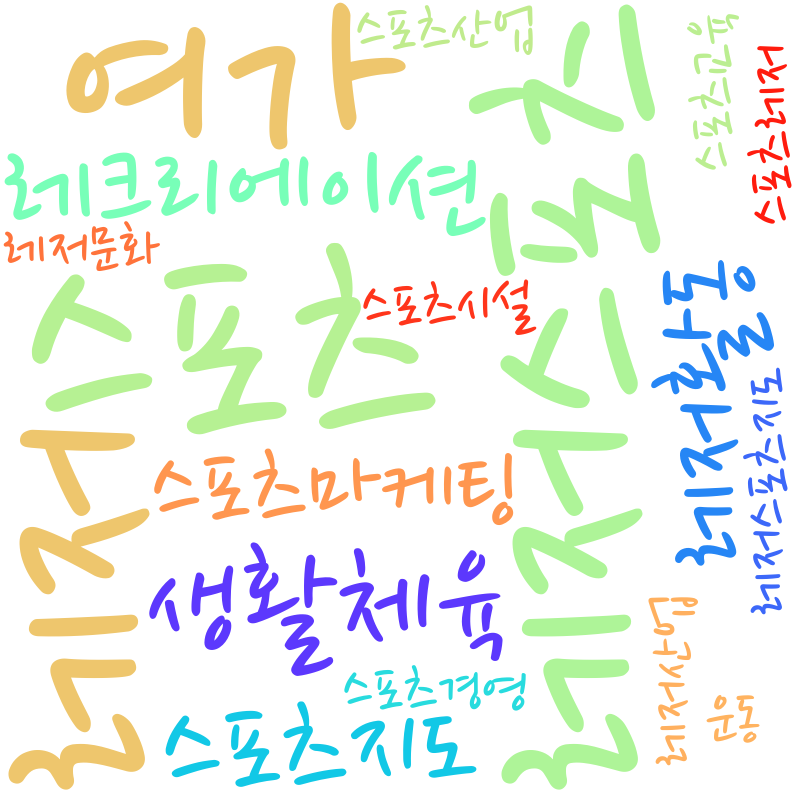 여가
스포츠산업
레저스포츠
스포츠교육
스포츠레저
레크리에이션
레저문화
스포츠
스포츠시설
레저활동
레저스포츠지도
레저
스포츠마케팅
생활체육
스포츠경영
스포츠지도
레저산업
운동